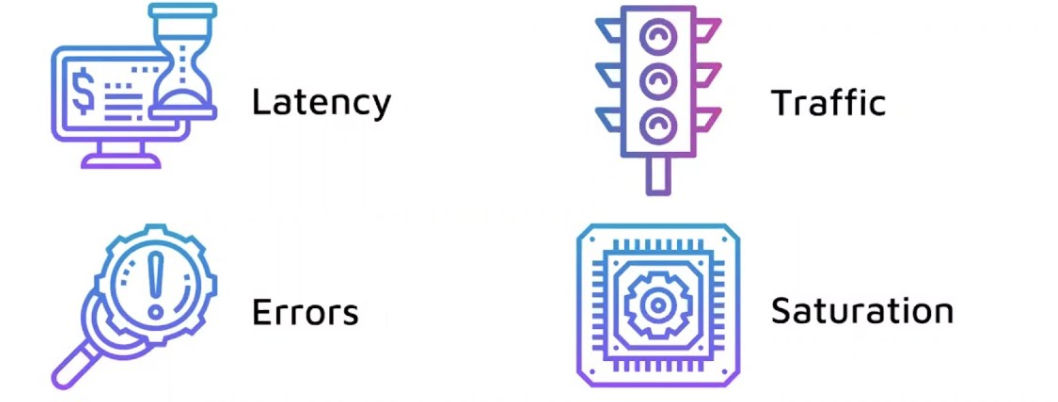 Latency
Traffic
Errors
Saturation
$